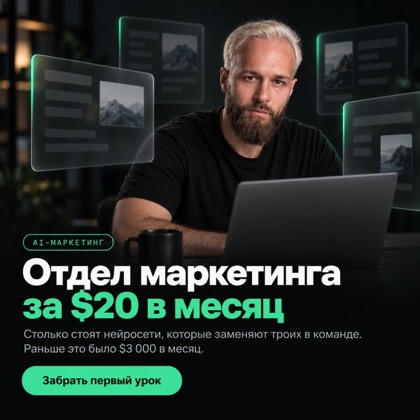 AI-МАРКЕТИНГ
Отдел маркетинга
за $20 в месяц
Столько стоят нейросети, которые заменяют троих в команде.
Раньше это было $3 000 в месяц.
Забрать первый урок